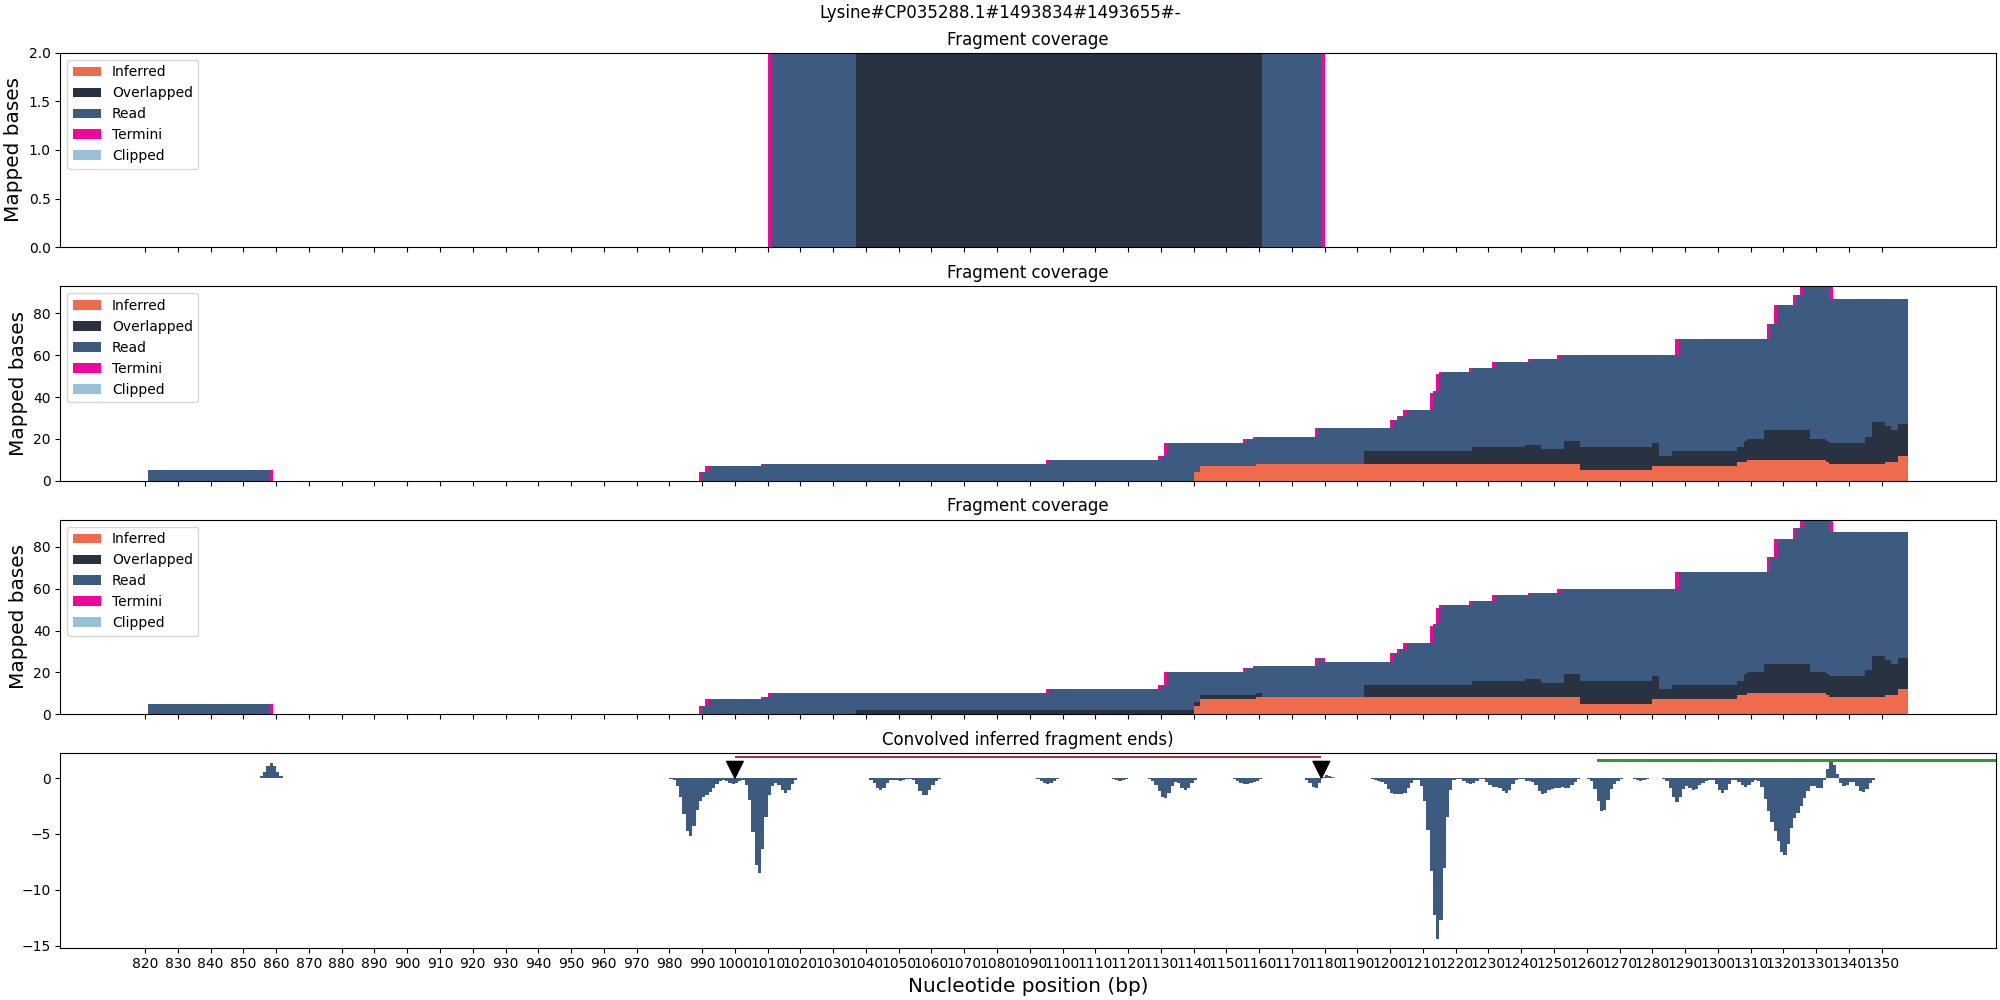 Lysine#CP035288.1#1493834#1493655#-
Fragment coverage
Mapped bases
2.0
1.5
1.0
0.5
0.0
Inferred
Overlapped
Read
Termini
Clipped
Fragment coverage
Mapped bases
80
60
40
20
0
Inferred
Overlapped
Read
Termini
Clipped
Fragment coverage
Mapped bases
80
60
40
20
0
Inferred
Overlapped
Read
Termini
Clipped
Convolved inferred fragment ends)
0
−5
−10
−15
820 830 840 850 860 870 880 890 900 910 920 930 940 950 960 970 980 990 1000 1010 1020 1030 1040 1050 1060 1070 1080 1090 1100 1110 1120 1130 1140 1150 1160 1170 1180 1190 1200 1210 1220 1230 1240 1250 1260 1270 1280 1290 1300 1310 1320 1330 1340 1350
Nucleotide position (bp)